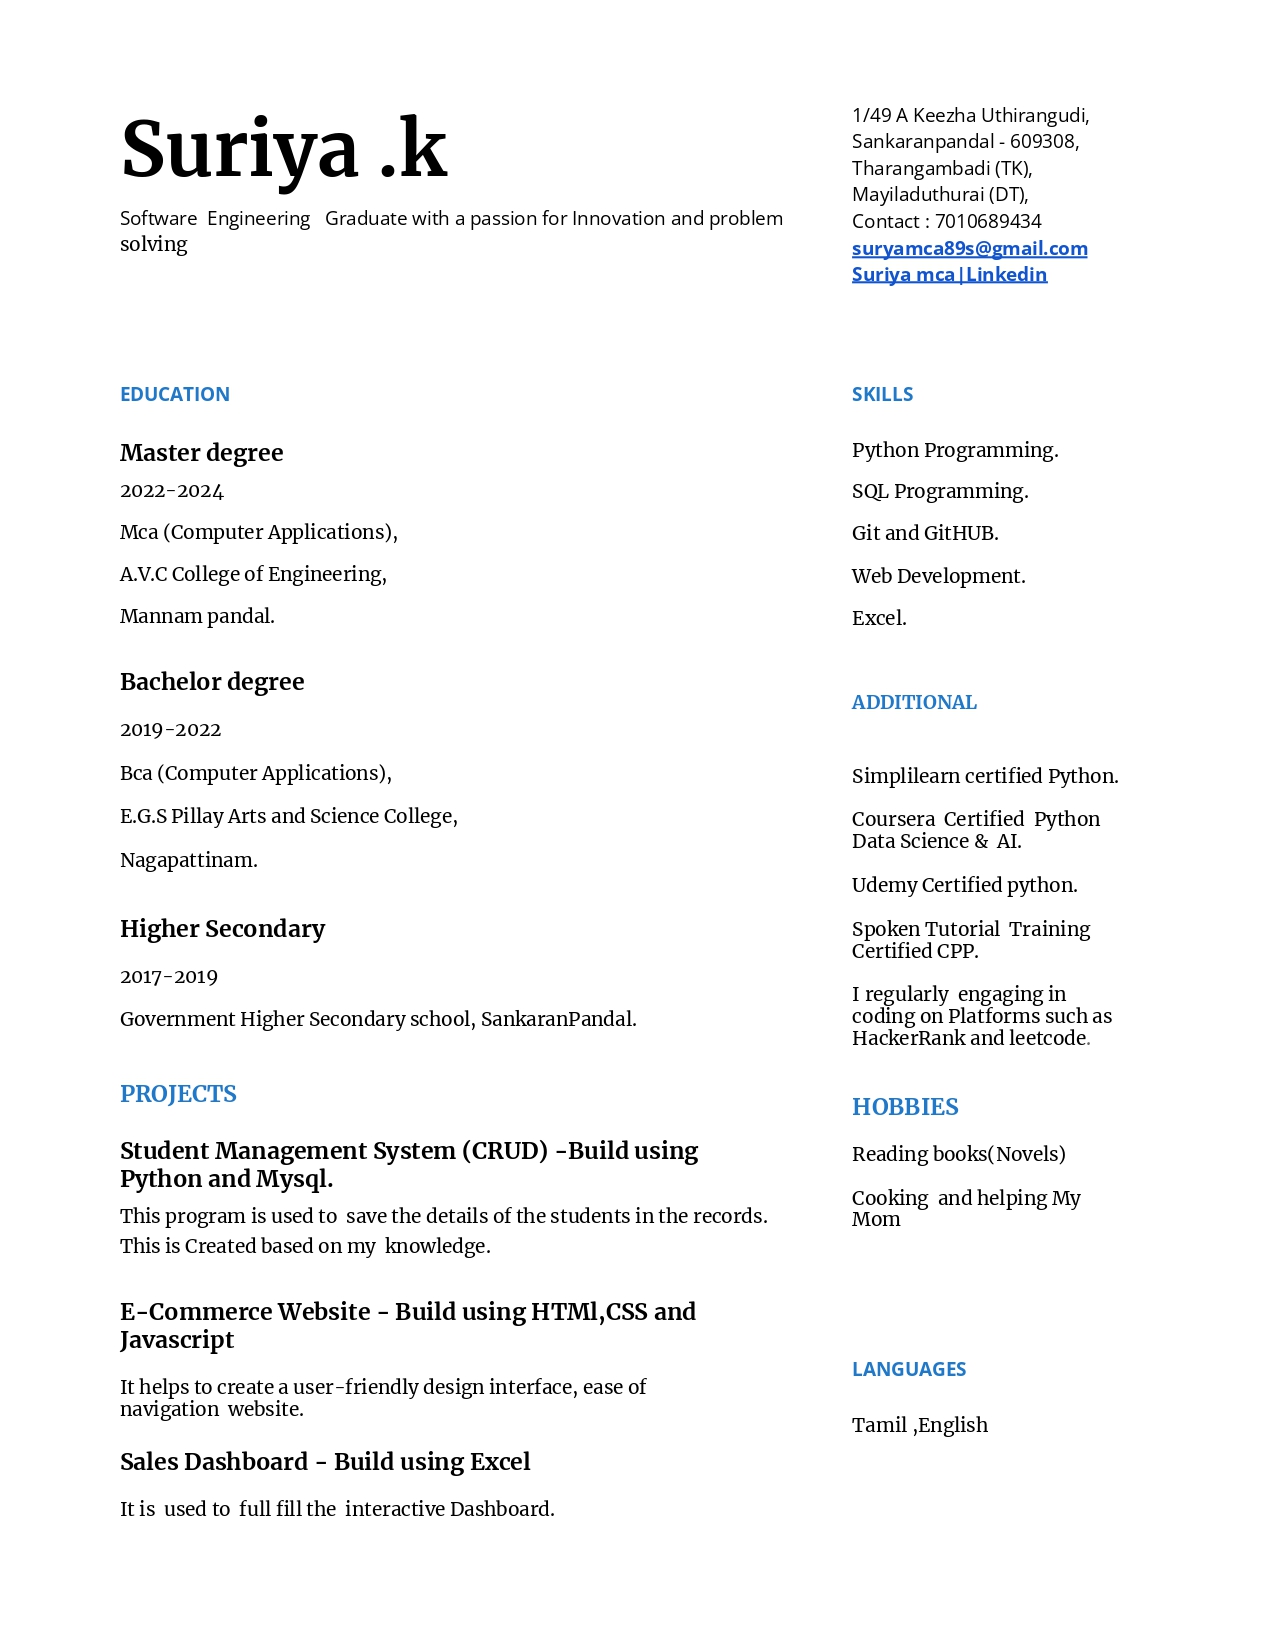 Suriya .k
Software Engineering Graduate with a passion for Innovation and problem
solving
1/49 A Keezha Uthirangudi,
Sankaranpandal - 609308,
Tharangambadi (TK),
Mayiladuthurai (DT),
Contact : 7010689434
suryamca89s@gmail.com
Suriya mca|Linkedin
EDUCATION
Master degree
2022-2024
Mca (Computer Applications),
A.V.C College of Engineering,
Mannam pandal.
Bachelor degree
2019-2022
Bca (Computer Applications),
E.G.S Pillay Arts and Science College,
Nagapattinam.
Higher Secondary
2017-2019
Government Higher Secondary school, SankaranPandal.
PROJECTS
Student Management System (CRUD) -Build using
Python and Mysql.
This program is used to save the details of the students in the records.
This is Created based on my knowledge.
E-Commerce Website - Build using HTMl,CSS and
Javascript
It helps to create a user-friendly design interface, ease of
navigation website.
Sales Dashboard - Build using Excel
It is used to full fill the interactive Dashboard.
SKILLS
Python Programming.
SQL Programming.
Git and GitHUB.
Web Development.
Excel.
ADDITIONAL
Simplilearn certified Python.
Coursera Certified Python
Data Science & AI.
Udemy Certified python.
Spoken Tutorial Training
Certified CPP.
I regularly engaging in
coding on Platforms such as
HackerRank and leetcode.
HOBBIES
Reading books(Novels)
Cooking and helping My
Mom
LANGUAGES
Tamil ,English